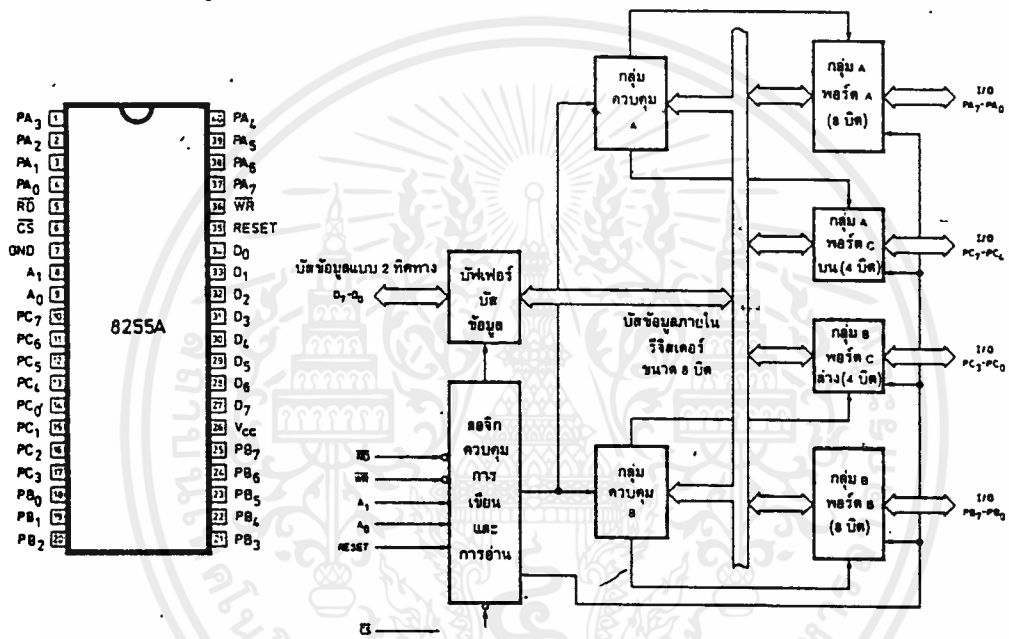 PA3 1
PA2 2
PA1 3
PA0 4
RD 5
CS 6
GND 7
A1 8
A0 9
PC7 10
PC6 11
PC5 12
PC4 13
PC0 14
PC1 15
PC2 16
PC3 17
PB0 18
PB1 19
PB2 20
8255A
40 PA4
39 PA5
38 PA6
37 PA7
36 WR
35 RESET
34 D0
33 D1
32 D2
31 D3
30 D4
29 D5
28 D6
27 D7
26 VCC
25 PB7
24 PB6
23 PB5
22 PB4
21 PB3
บัสข้อมูลแบบ 2 ทิศทาง
D7-D0
บัฟเฟอร์
บัส
ข้อมูล
RD
WR
A1
A0
RESET
CS
ลอจิก
ควบคุม
การ
เขียน
และ
การอ่าน
กลุ่ม
ควบคุม
A
กลุ่ม
ควบคุม
B
บัสข้อมูลภายใน
รีจิสเตอร์
ขนาด 8 บิต
กลุ่ม A
พอร์ต A
(8 บิต)
I/O
PA7-PA0
กลุ่ม A
พอร์ต C
บน (4 บิต)
I/O
PC7-PC4
กลุ่ม B
พอร์ต C
ล่าง (4 บิต)
I/O
PC3-PC0
กลุ่ม B
พอร์ต B
(8 บิต)
I/O
PB7-PB0